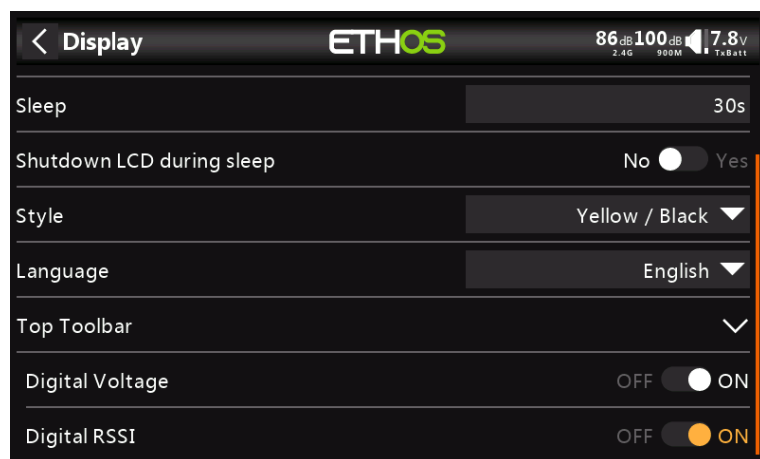 Display ETHOS 86dB 100dB 7.8V
2.4G 900M TxBatt
Sleep 30s
Shutdown LCD during sleep No Yes
Style Yellow / Black
Language English
Top Toolbar
Digital Voltage OFF ON
Digital RSSI OFF ON